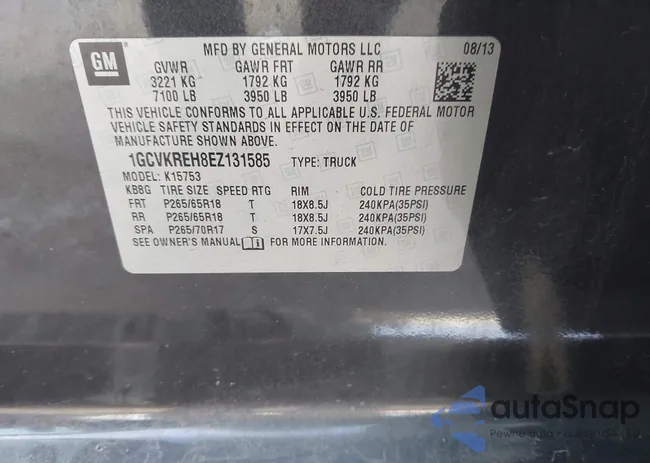 GM
MFD BY GENERAL MOTORS LLC 08/13
GVWR GAWR FRT GAWR RR
3221 KG 1792 KG 1792 KG
7100 LB 3950 LB 3950 LB
THIS VEHICLE CONFORMS TO ALL APPLICABLE U.S. FEDERAL MOTOR
VEHICLE SAFETY STANDARDS IN EFFECT ON THE DATE OF
MANUFACTURE SHOWN ABOVE.
1GCVKREH8EZ131585 TYPE: TRUCK
MODEL: K15753
KB8G TIRE SIZE SPEED RTG RIM COLD TIRE PRESSURE
FRT P265/65R18 T 18X8.5J 240KPA(35PSI)
RR P265/65R18 T 18X8.5J 240KPA(35PSI)
SPA P265/70R17 S 17X7.5J 240KPA(35PSI)
SEE OWNER'S MANUAL FOR MORE INFORMATION.
autaSnap
Pewne auta z